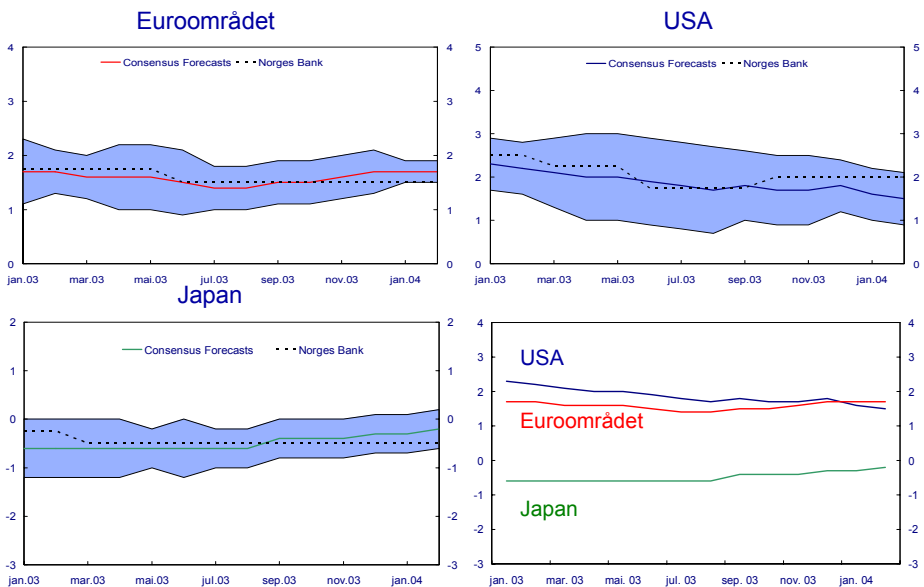 Euroområdet
4 4
Consensus Forecasts Norges Bank
3 3
2 2
1 1
0 0
jan.03 mar.03 mai.03 jul.03 sep.03 nov.03 jan.04
USA
5 5
Consensus Forecasts Norges Bank
4 4
3 3
2 2
1 1
0 0
jan.03 mar.03 mai.03 jul.03 sep.03 nov.03 jan.04
Japan
2 2
Consensus Forecasts Norges Bank
1 1
0 0
-1 -1
-2 -2
-3 -3
jan.03 mar.03 mai.03 jul.03 sep.03 nov.03 jan.04
4 4
USA
3 3
2 2
Euroområdet
1 1
0 0
-1 -1
Japan
-2 -2
-3 -3
jan. 03 mar.03 mai. 03 jul. 03 sep.03 nov.03 jan. 04